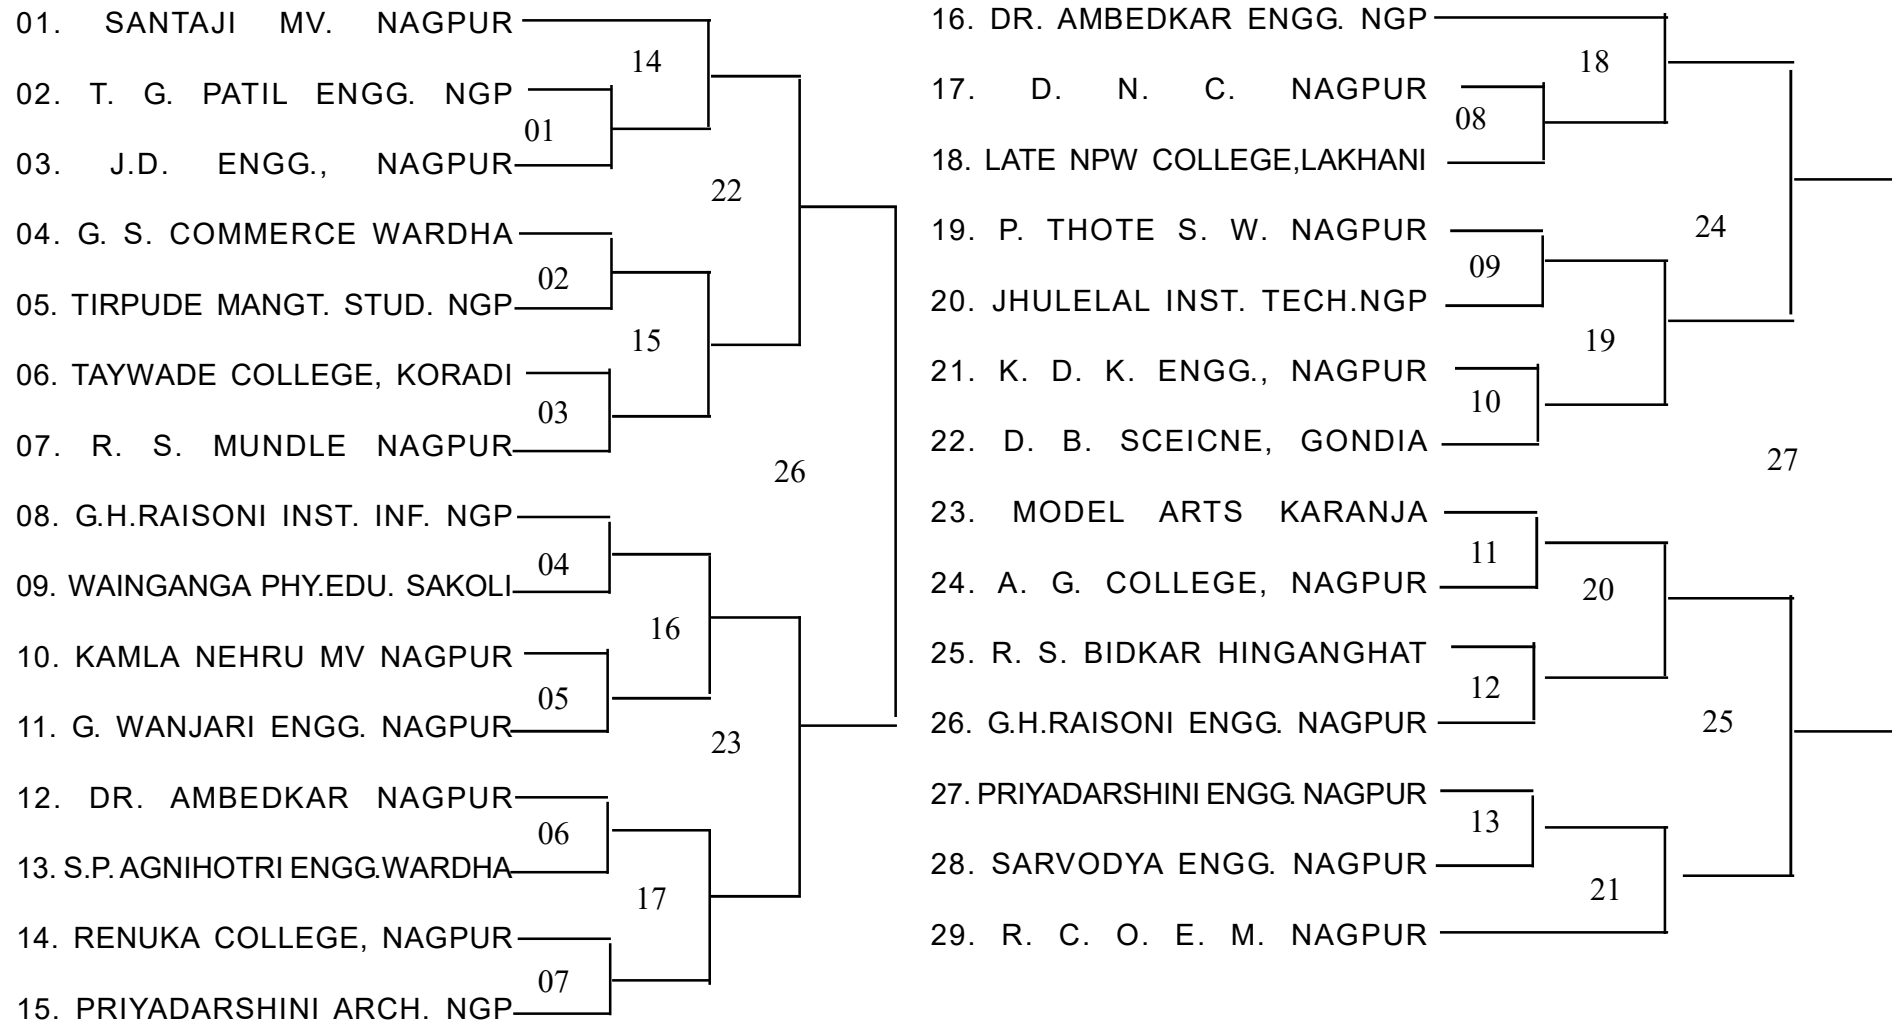 01. SANTAJI MV. NAGPUR
02. T. G. PATIL ENGG. NGP
03. J.D. ENGG., NAGPUR
04. G. S. COMMERCE WARDHA
05. TIRPUDE MANGT. STUD. NGP
06. TAYWADE COLLEGE, KORADI
07. R. S. MUNDLE NAGPUR
08. G.H.RAISONI INST. INF. NGP
09. WAINGANGA PHY.EDU. SAKOLI
10. KAMLA NEHRU MV NAGPUR
11. G. WANJARI ENGG. NAGPUR
12. DR. AMBEDKAR NAGPUR
13. S.P. AGNIHOTRI ENGG.WARDHA
14. RENUKA COLLEGE, NAGPUR
15. PRIYADARSHINI ARCH. NGP
01
02
03
04
05
06
07
14
15
16
17
22
23
26
16. DR. AMBEDKAR ENGG. NGP
17. D. N. C. NAGPUR
18. LATE NPW COLLEGE,LAKHANI
19. P. THOTE S. W. NAGPUR
20. JHULELAL INST. TECH.NGP
21. K. D. K. ENGG., NAGPUR
22. D. B. SCEICNE, GONDIA
23. MODEL ARTS KARANJA
24. A. G. COLLEGE, NAGPUR
25. R. S. BIDKAR HINGANGHAT
26. G.H.RAISONI ENGG. NAGPUR
27. PRIYADARSHINI ENGG. NAGPUR
28. SARVODYA ENGG. NAGPUR
29. R. C. O. E. M. NAGPUR
08
09
10
11
12
13
18
19
20
21
24
25
27